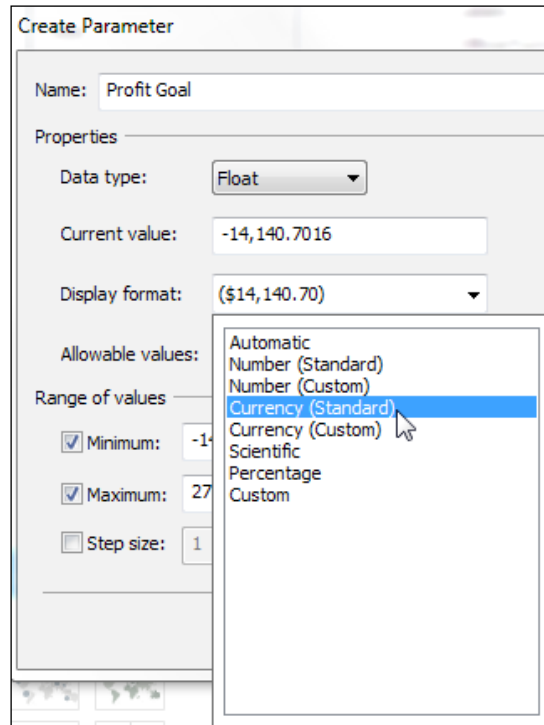 Create Parameter
Name: Profit Goal
Properties
Data type: Float
Current value: -14,140.7016
Display format: ($14,140.70)
Allowable values:
Automatic
Number (Standard)
Number (Custom)
Currency (Standard)
Currency (Custom)
Scientific
Percentage
Custom
Range of values
Minimum: -14
Maximum: 27
Step size: 1